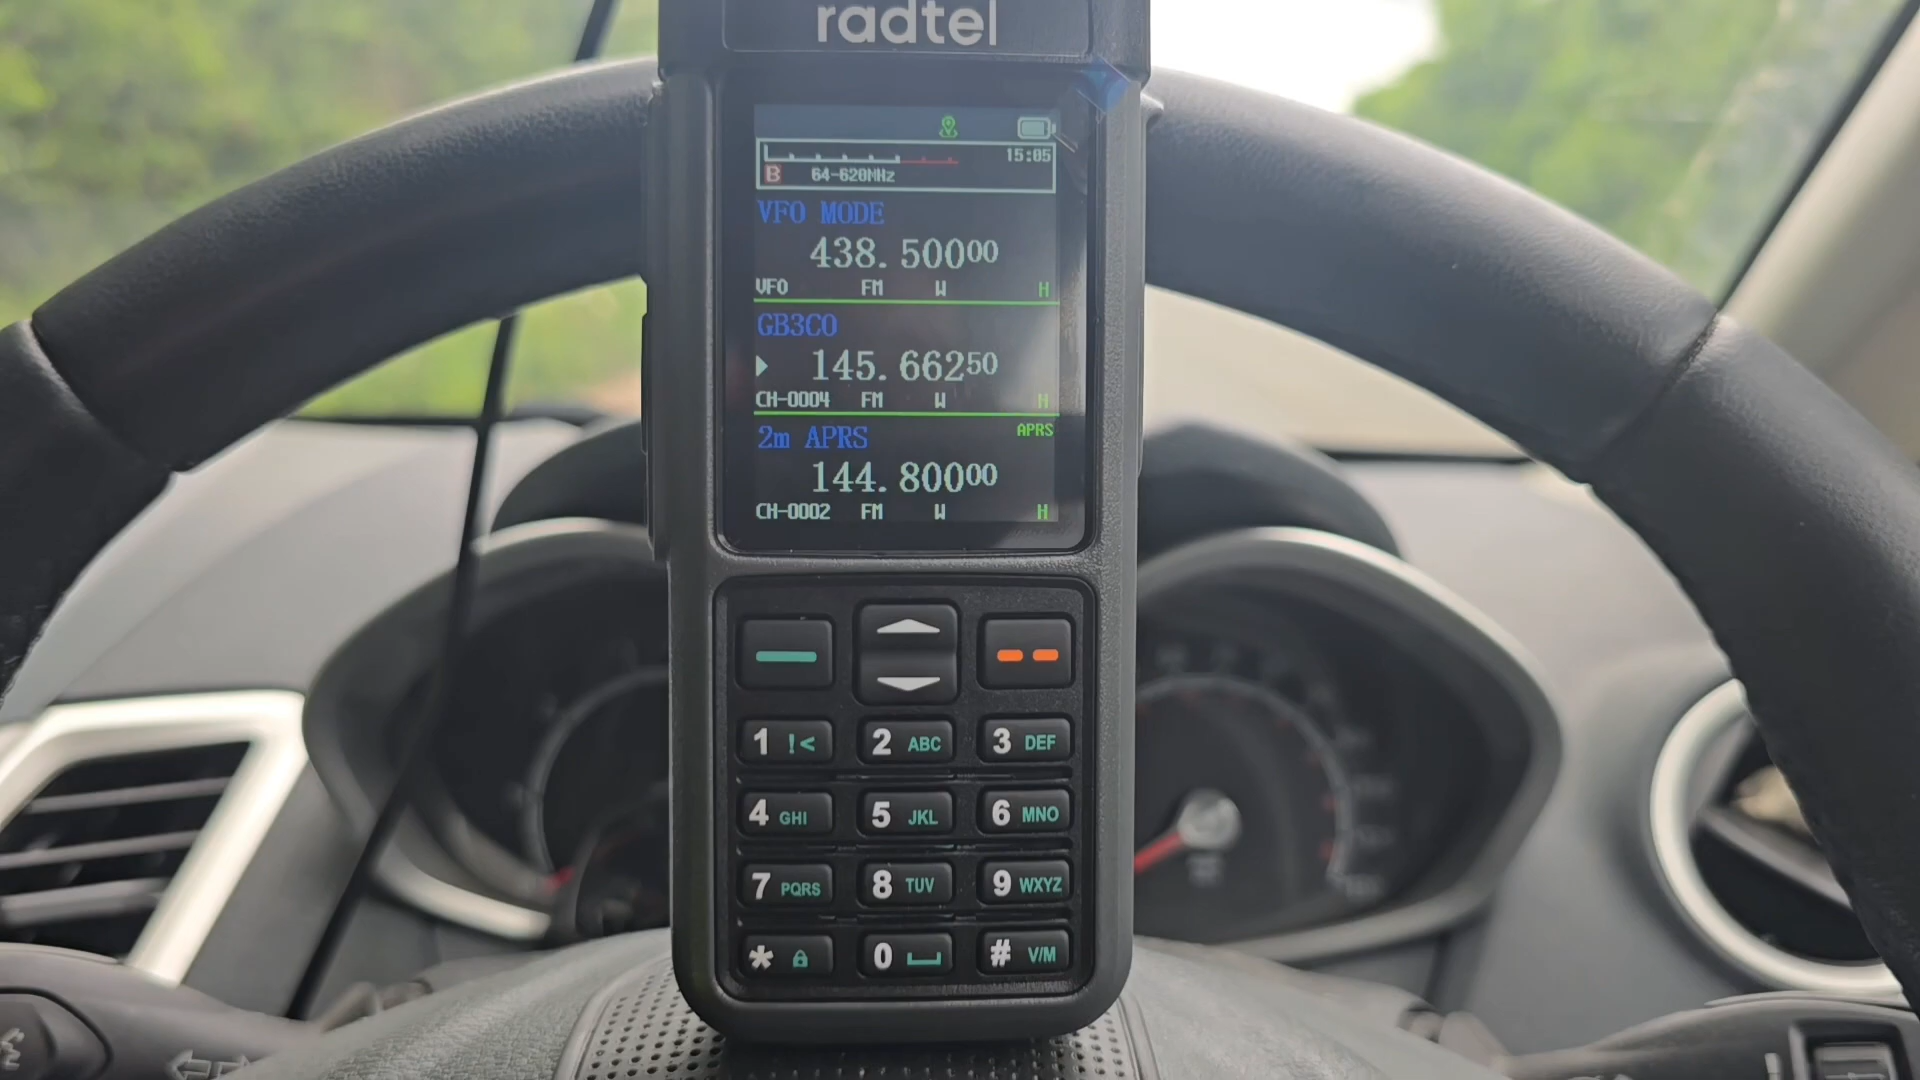 radtel
15:05
B 64-620MHz
VFO MODE
438.50000
VFO FM W H
GB3CO
145.66250
CH-0004 FM W H
2m APRS APRS
144.80000
CH-0002 FM W H
1 !< 2 ABC 3 DEF
4 GHI 5 JKL 6 MNO
7 PQRS 8 TUV 9 WXYZ
* 0 # V/M